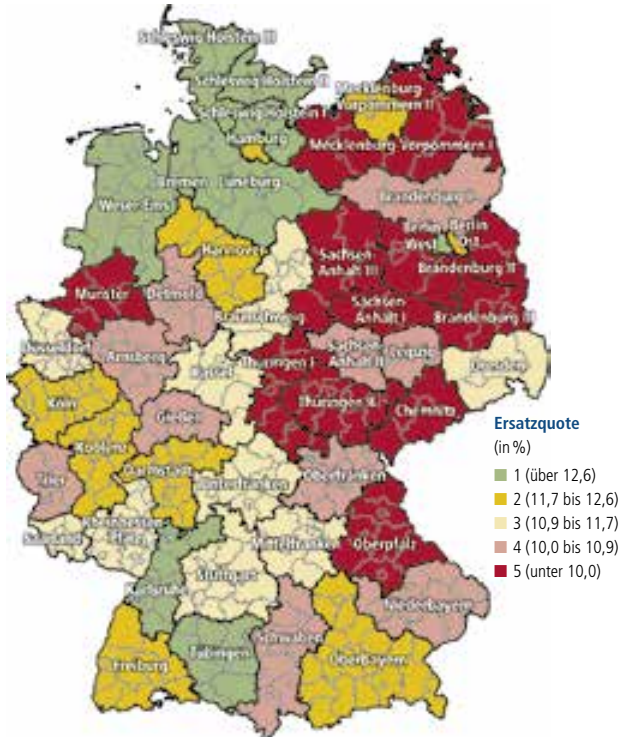 Schleswig Holstein III
Schleswig Holstein II
Schleswig Holstein I
Mecklenburg-
Vorpommern II
Hamburg
Mecklenburg-Vorpommern I
Bremen
Lüneburg
Brandenburg I
Weser-Ems
Berlin
West
Berlin
Ost
Hannover
Sachsen
Anhalt III
Brandenburg II
Münster
Detmold
Braunschweig
Sachsen
Anhalt I
Brandenburg III
Düsseldorf
Arnsberg
Kassel
Thüringen I
Sachsen
Anhalt II
Leipzig
Dresden
Köln
Gießen
Thüringen II
Chemnitz
Koblenz
Ersatzquote
(in %)
1 (über 12,6)
2 (11,7 bis 12,6)
3 (10,9 bis 11,7)
4 (10,0 bis 10,9)
5 (unter 10,0)
Trier
Darmstadt
Unterfranken
Oberfranken
Saarland
Rheinhessen-
Pfalz
Mittelfranken
Oberpfalz
Karlsruhe
Stuttgart
Niederbayern
Freiburg
Tübingen
Schwaben
Oberbayern